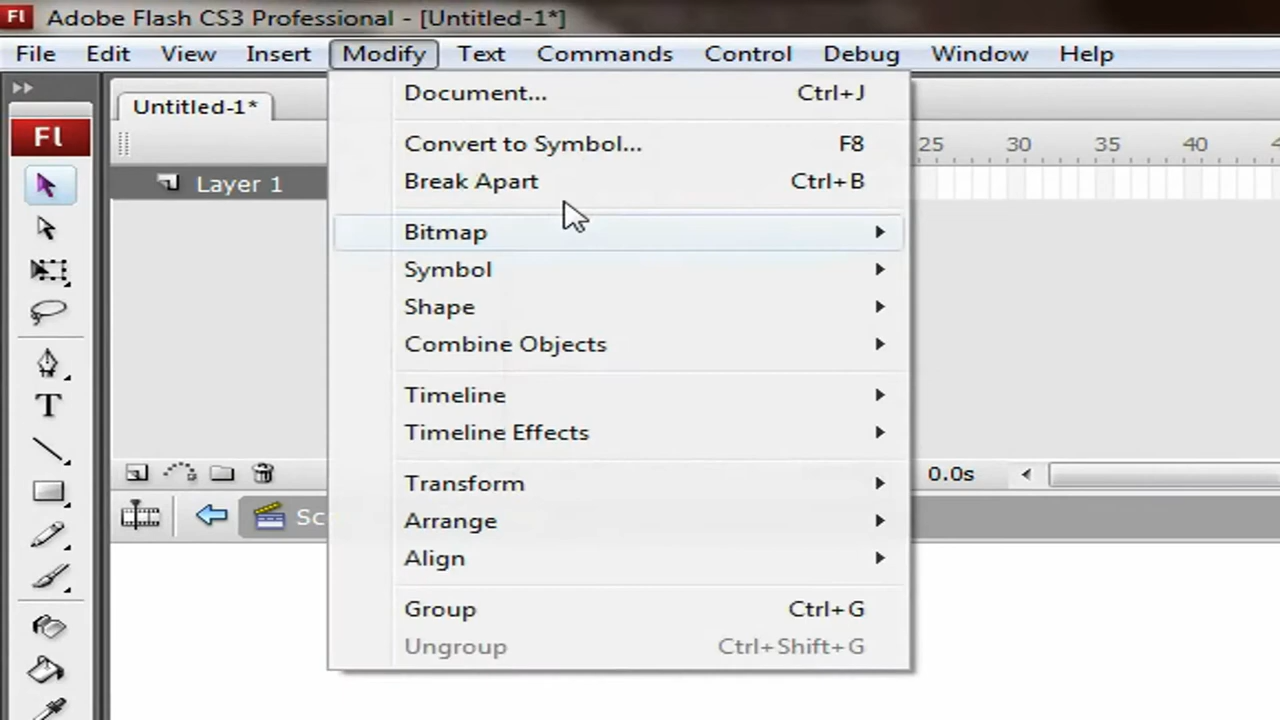 Fl Adobe Flash CS3 Professional - [Untitled-1*]
File Edit View Insert Modify Text Commands Control Debug Window Help
Untitled-1*
Fl
Document... Ctrl+J
Convert to Symbol... F8
25 30 35 40
Break Apart Ctrl+B
Layer 1
Bitmap
Symbol
Shape
Combine Objects
Timeline
Timeline Effects
0.0s
Transform
Arrange
Align
Group Ctrl+G
Ungroup Ctrl+Shift+G